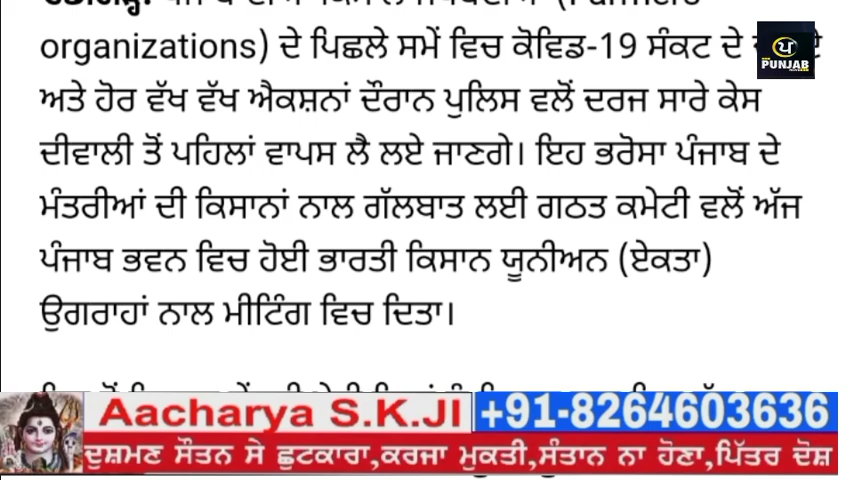 organizations) ਦੇ ਪਿਛਲੇ ਸਮੇਂ ਵਿਚ ਕੋਵਿਡ-19 ਸੰਕਟ ਦੇ
ਅਤੇ ਹੋਰ ਵੱਖ ਵੱਖ ਐਕਸ਼ਨਾਂ ਦੌਰਾਨ ਪੁਲਿਸ ਵਲੋਂ ਦਰਜ ਸਾਰੇ ਕੇਸ
ਦੀਵਾਲੀ ਤੋਂ ਪਹਿਲਾਂ ਵਾਪਸ ਲੈ ਲਏ ਜਾਣਗੇ। ਇਹ ਭਰੋਸਾ ਪੰਜਾਬ ਦੇ
ਮੰਤਰੀਆਂ ਦੀ ਕਿਸਾਨਾਂ ਨਾਲ ਗੱਲਬਾਤ ਲਈ ਗਠਤ ਕਮੇਟੀ ਵਲੋਂ ਅੱਜ
ਪੰਜਾਬ ਭਵਨ ਵਿਚ ਹੋਈ ਭਾਰਤੀ ਕਿਸਾਨ ਯੂਨੀਅਨ (ਏਕਤਾ)
ਉਗਰਾਹਾਂ ਨਾਲ ਮੀਟਿੰਗ ਵਿਚ ਦਿਤਾ।
ਪ
PUNJAB
Aacharya S.K.JI +91-8264603636
ਦੁਸ਼ਮਣ ਸੌਤਨ ਸੇ ਛੁਟਕਾਰਾ,ਕਰਜਾ ਮੁਕਤੀ,ਸੰਤਾਨ ਨਾ ਹੋਣਾ,ਪਿੱਤਰ ਦੋਸ਼